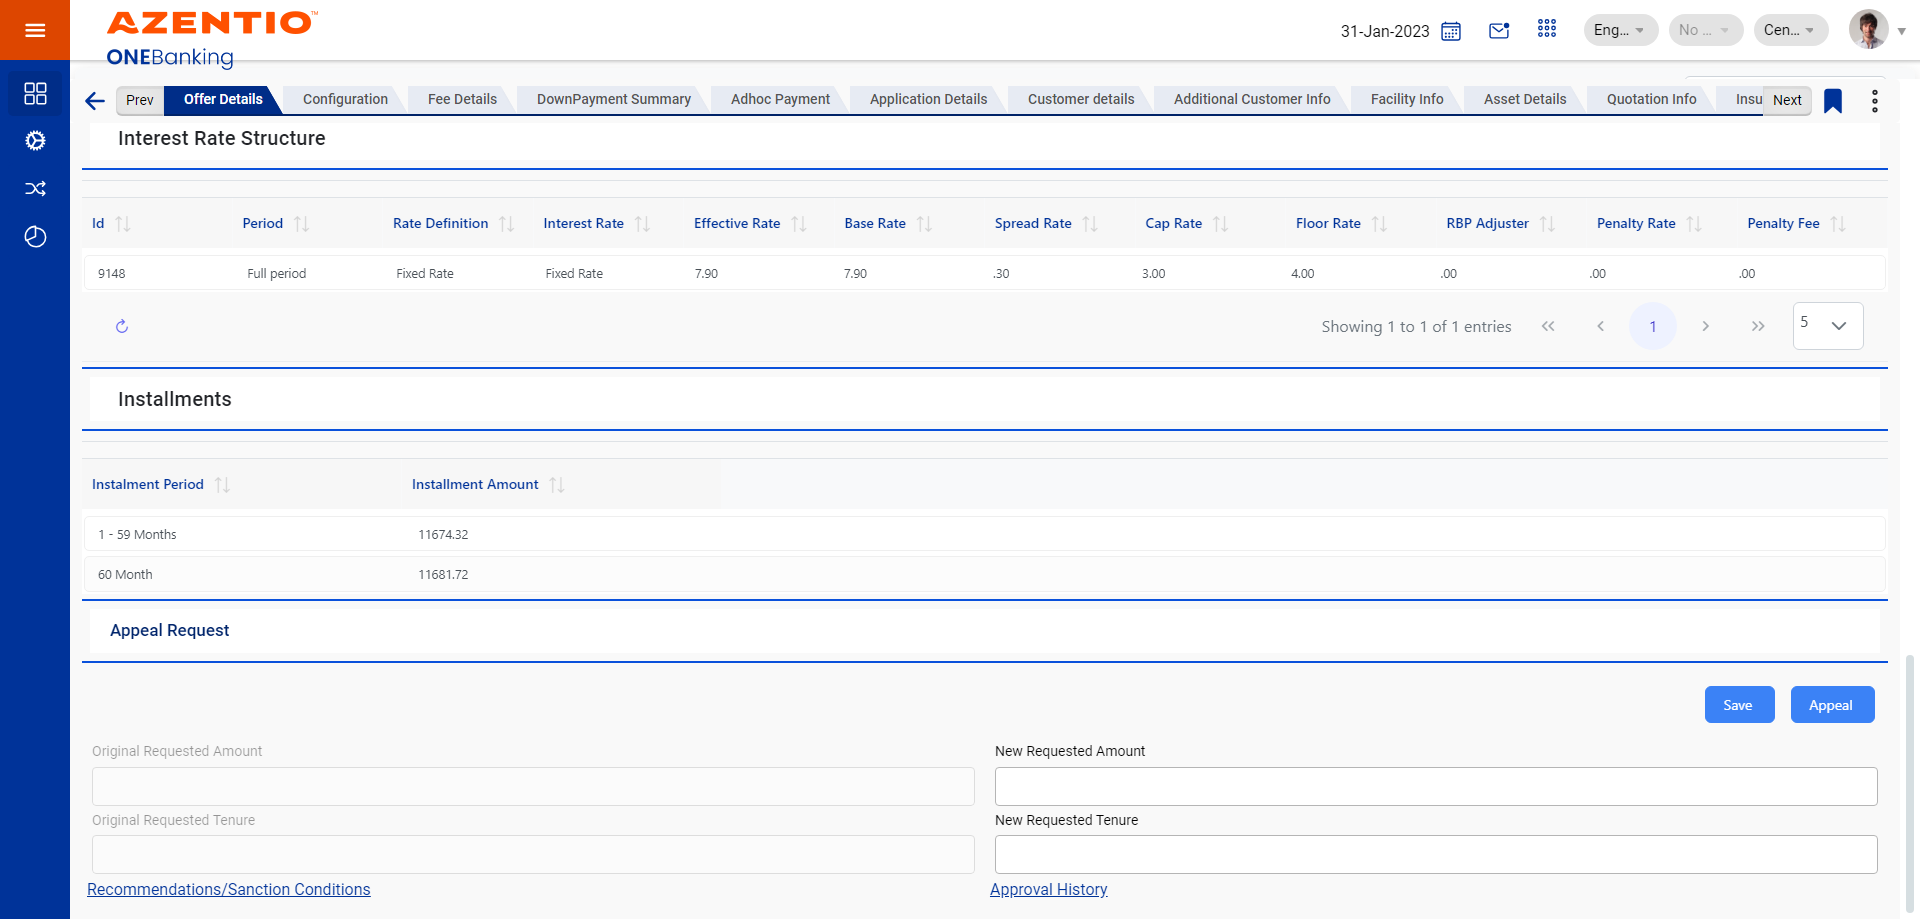 AZENTIO™
ONEBanking
31-Jan-2023
Eng...
No ...
Cen...
Prev
Offer Details
Configuration
Fee Details
DownPayment Summary
Adhoc Payment
Application Details
Customer details
Additional Customer Info
Facility Info
Asset Details
Quotation Info
Insu
Next
Interest Rate Structure
Id Period Rate Definition Interest Rate Effective Rate Base Rate Spread Rate Cap Rate Floor Rate RBP Adjuster Penalty Rate Penalty Fee
9148 Full period Fixed Rate Fixed Rate 7.90 7.90 .30 3.00 4.00 .00 .00 .00
Showing 1 to 1 of 1 entries
1
5
Installments
Instalment Period Installment Amount
1 - 59 Months 11674.32
60 Month 11681.72
Appeal Request
Save
Appeal
Original Requested Amount
New Requested Amount
Original Requested Tenure
New Requested Tenure
Recommendations/Sanction Conditions
Approval History